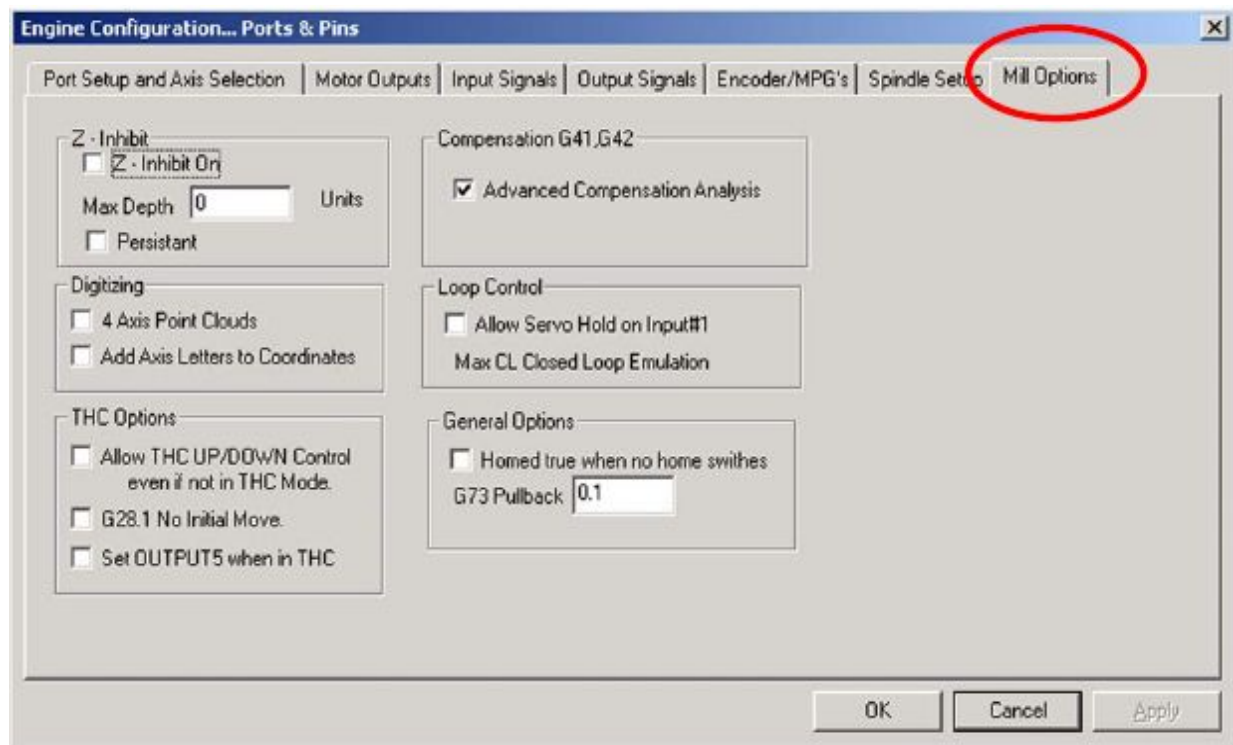 Engine Configuration... Ports & Pins
Port Setup and Axis Selection
Motor Outputs
Input Signals
Output Signals
Encoder/MPG's
Spindle Setup
Mill Options
Z - Inhibit
Z - Inhibit On
Max Depth 0 Units
Persistant
Digitizing
4 Axis Point Clouds
Add Axis Letters to Coordinates
THC Options
Allow THC UP/DOWN Control
even if not in THC Mode.
G28.1 No Initial Move.
Set OUTPUT5 when in THC
Compensation G41,G42
Advanced Compensation Analysis
Loop Control
Allow Servo Hold on Input#1
Max CL Closed Loop Emulation
General Options
Homed true when no home swithes
G73 Pullback 0.1
OK
Cancel
Apply